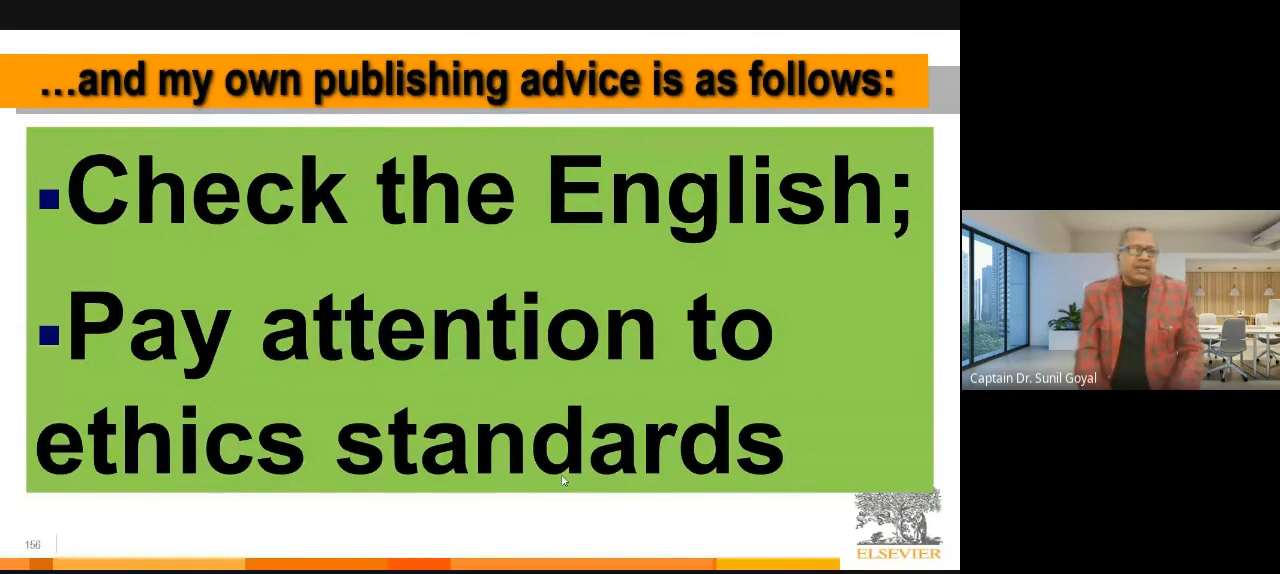 ...and my own publishing advice is as follows:
▪Check the English;
▪Pay attention to
ethics standards
156
ELSEVIER
Captain Dr. Sunil Goyal